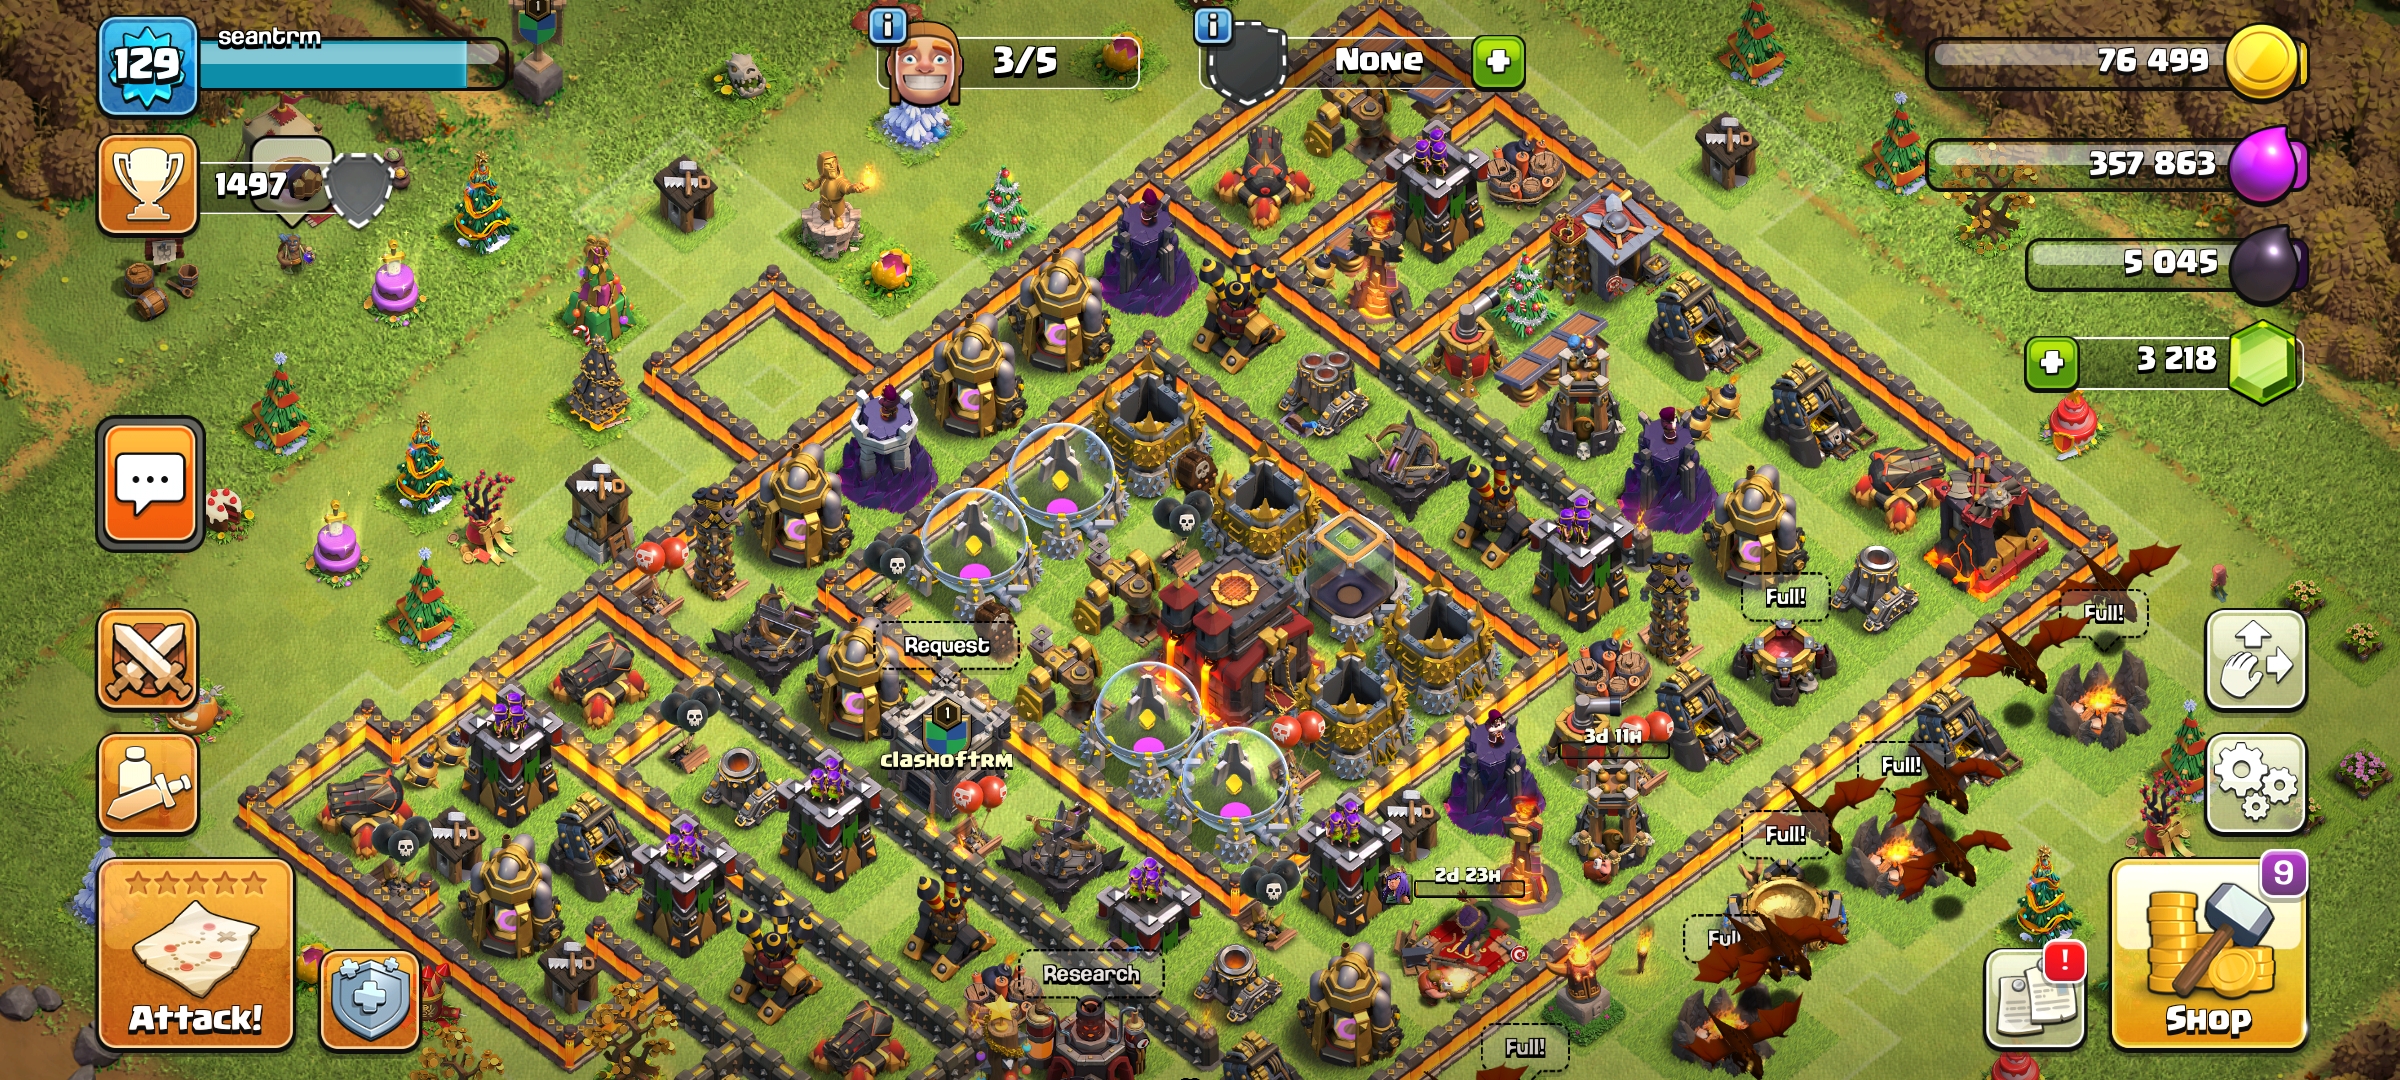 129
seantrm
1
3/5
None
76 499
1497
357 863
5 045
3 218
Full!
Full!
Request
1
clashoftrm
3d 11h
Full!
Full!
2d 23h
9
Full
Research
!
Attack!
Shop
Full!